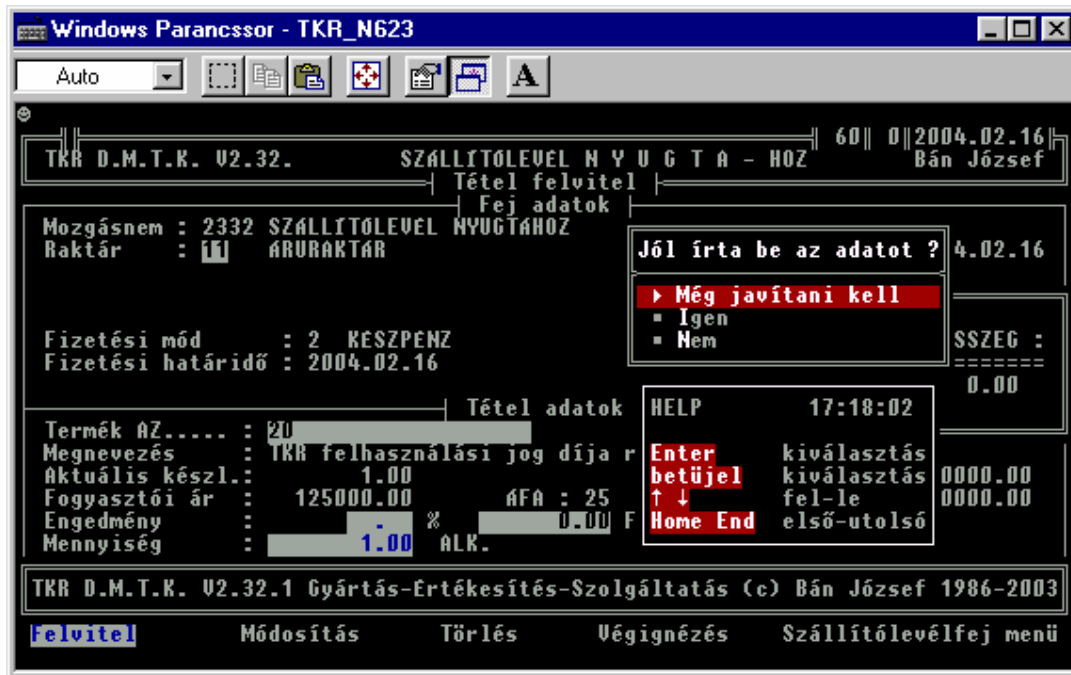 Windows Parancssor - TKR_N623
Auto
A
60 0 2004.02.16
TKR D.M.T.K. V2.32. SZÁLLÍTÓLEVÉL N Y U G T A - HOZ Bán József
Tétel felvitel
Fej adatok
Mozgásnem : 2332 SZÁLLÍTÓLEVÉL NYUGTÁHOZ
Raktár : 11 ÁRURAKTÁR
4.02.16
Jól írta be az adatot ?
Még javítani kell
Igen
Nem
Fizetési mód : 2 KÉSZPÉNZ
SSZEG :
Fizetési határidő : 2004.02.16
=======
0.00
Tétel adatok
HELP 17:18:02
Enter kiválasztás
betüjel kiválasztás
↑ ↓ fel-le
Home End első-utolsó
Termék AZ..... : 20
Megnevezés : TKR felhasználási jog díja r
Aktuális készl.: 1.00
0000.00
Fogyasztói ár : 125000.00 ÁFA : 25
0000.00
Engedmény : . % 0.00 F
Mennyiség : 1.00 ALK.
TKR D.M.T.K. V2.32.1 Gyártás-Értékesítés-Szolgáltatás (c) Bán József 1986-2003
Felvitel Módosítás Törlés Végignézés Szállítólevélfej menü